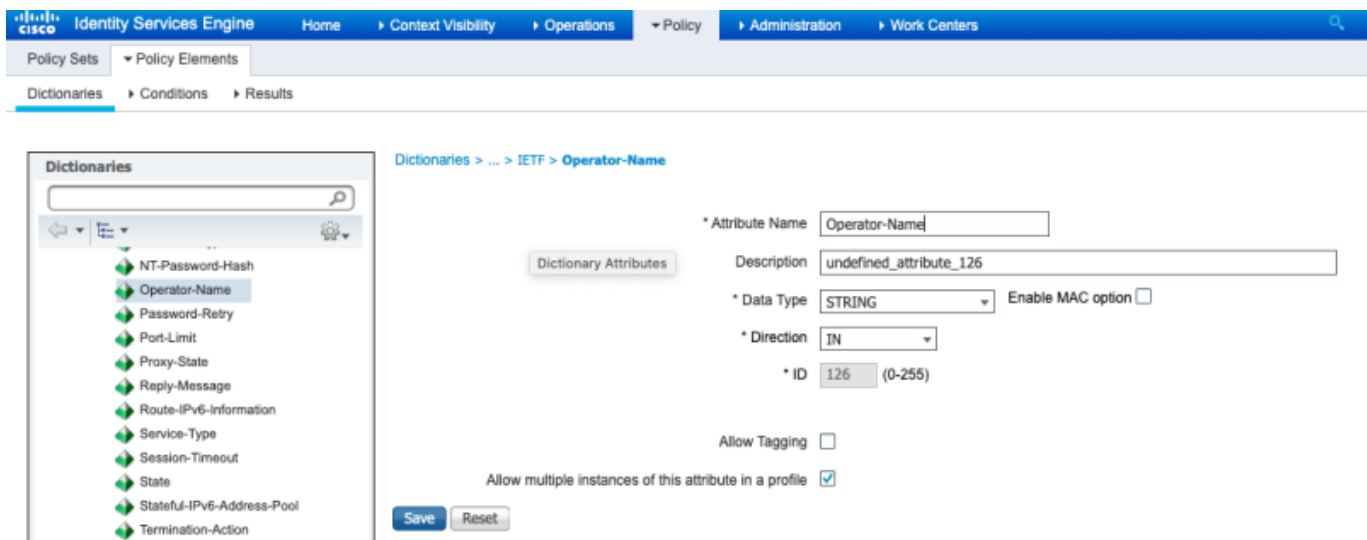 cisco Identity Services Engine Home Context Visibility Operations Policy Administration Work Centers
Policy Sets Policy Elements
Dictionaries Conditions Results
Dictionaries
Dictionaries > ... > IETF > Operator-Name
* Attribute Name Operator-Name
Dictionary Attributes
Description undefined_attribute_126
* Data Type STRING Enable MAC option
* Direction IN
* ID 126 (0-255)
Allow Tagging
Allow multiple instances of this attribute in a profile
Save Reset
NT-Password-Hash
Operator-Name
Password-Retry
Port-Limit
Proxy-State
Reply-Message
Route-IPv6-Information
Service-Type
Session-Timeout
State
Stateful-IPv6-Address-Pool
Termination-Action